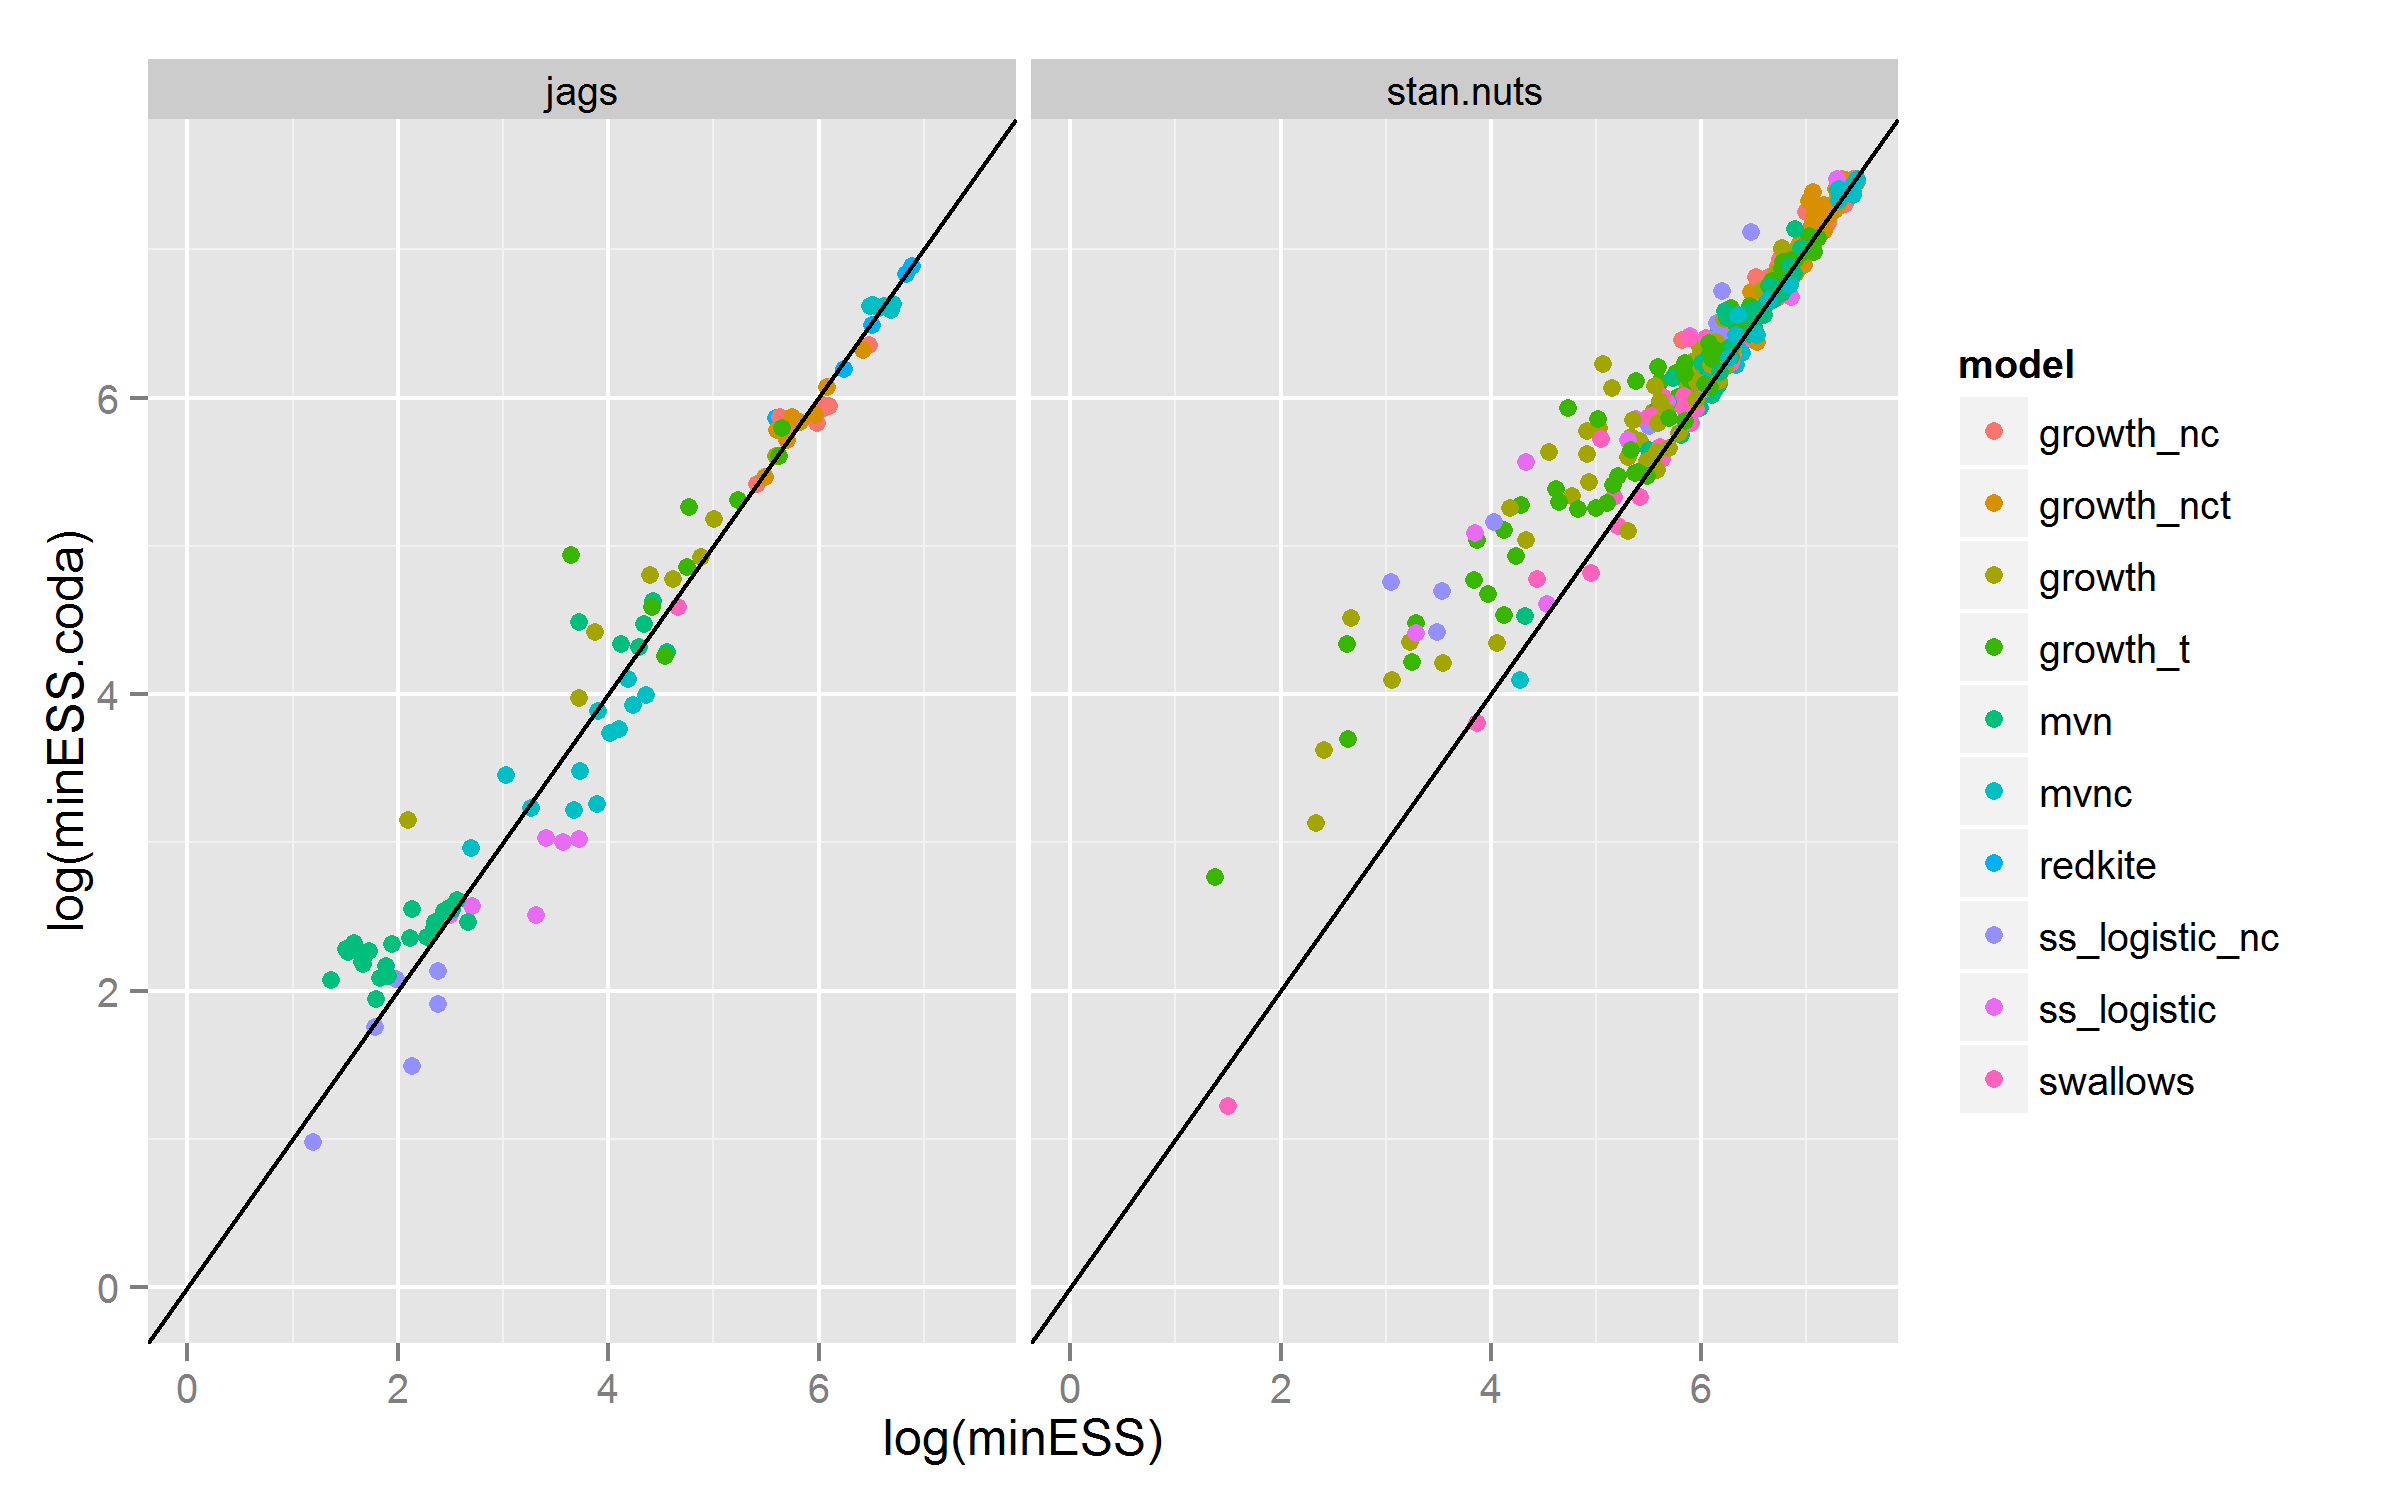 jags
stan.nuts
log(minESS.coda)
6
4
2
0
0 2 4 6
0 2 4 6
log(minESS)
model
growth_nc
growth_nct
growth
growth_t
mvn
mvnc
redkite
ss_logistic_nc
ss_logistic
swallows